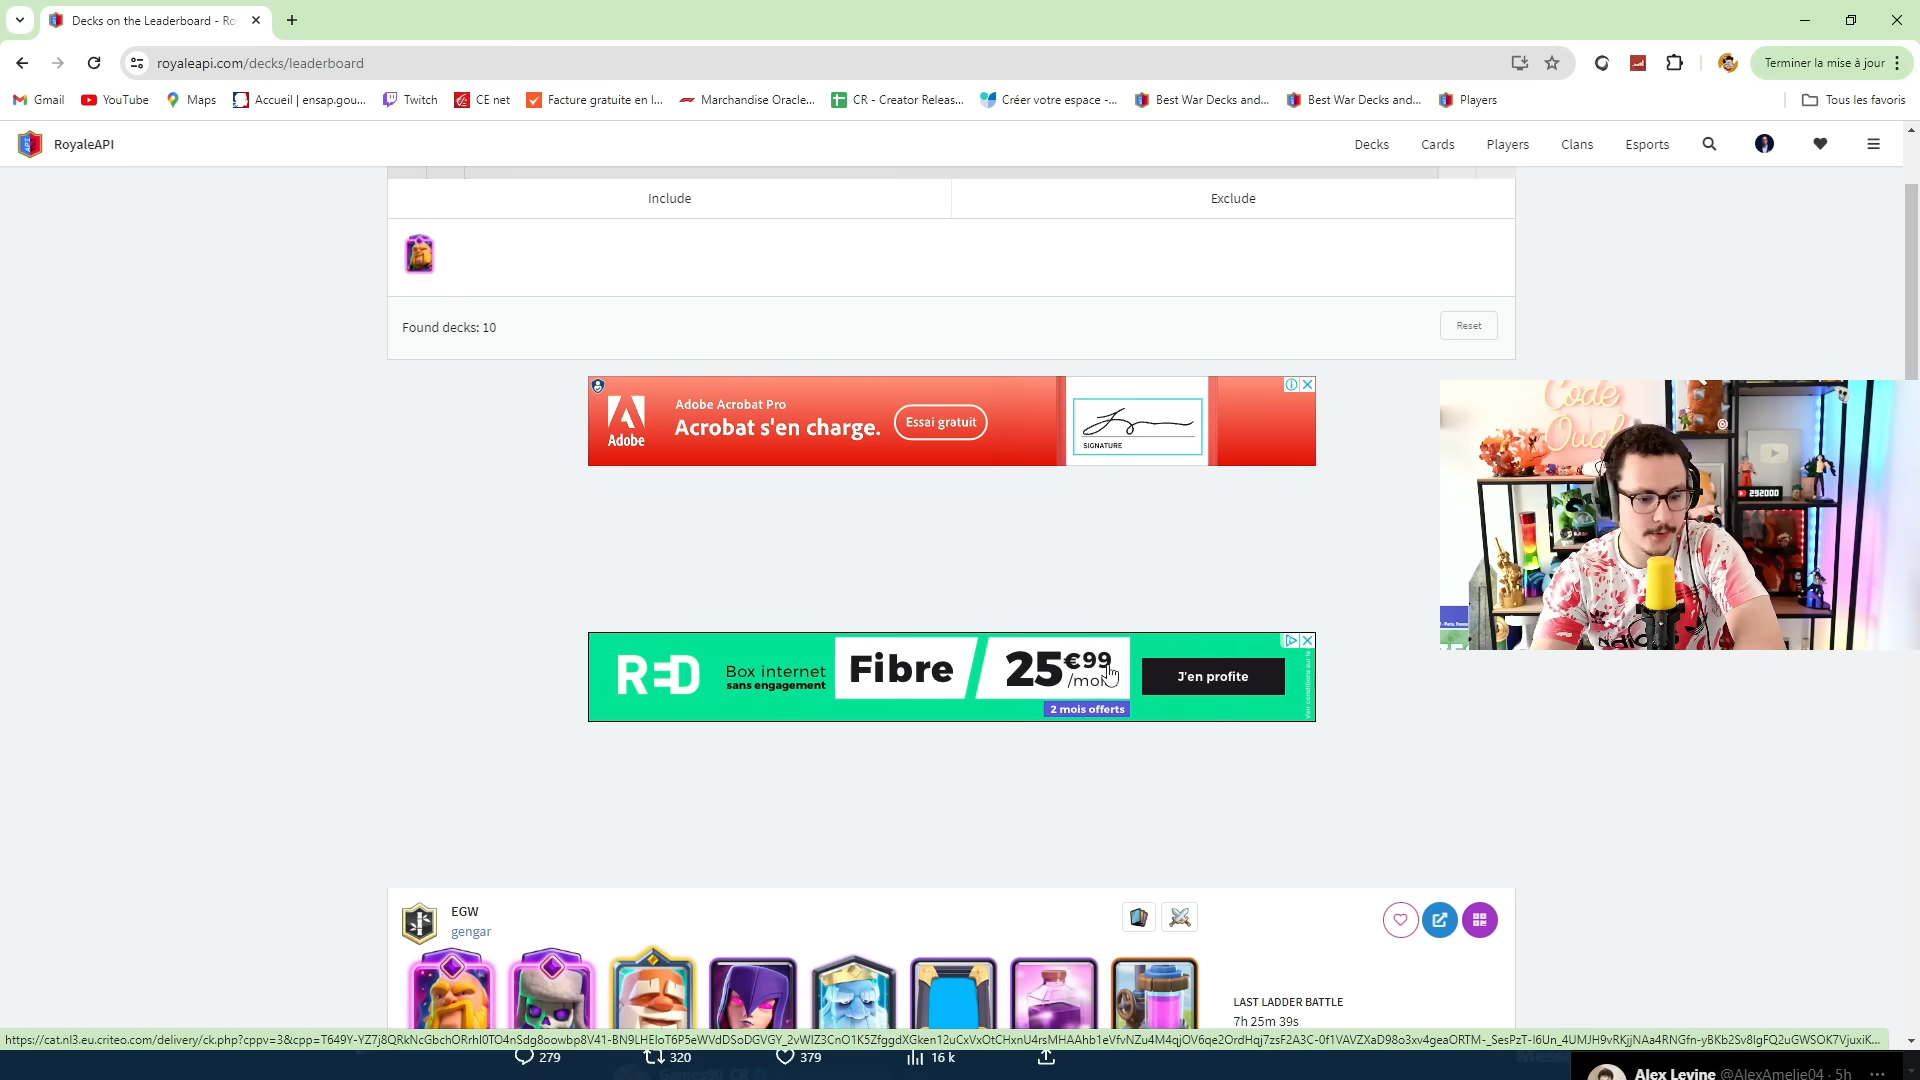 Decks on the Leaderboard - Ro
royaleapi.com/decks/leaderboard
Terminer la mise à jour
Gmail
YouTube
Maps
Accueil | ensap.gou...
Twitch
CE net
Facture gratuite en l...
Marchandise Oracle...
CR - Creator Releas...
Créer votre espace -...
Best War Decks and...
Best War Decks and...
Players
Tous les favoris
RoyaleAPI
Decks
Cards
Players
Clans
Esports
Include
Exclude
Found decks: 10
Reset
Adobe
Adobe Acrobat Pro
Acrobat s'en charge.
Essai gratuit
SIGNATURE
Code
292000
RED
Box internet
sans engagement
Fibre
25€99
2 mois offerts
J'en profite
EGW
gengar
LAST LADDER BATTLE
7h 25m 39s
279
320
379
16 k
Alex Levine @AlexAmelie04 · 5h